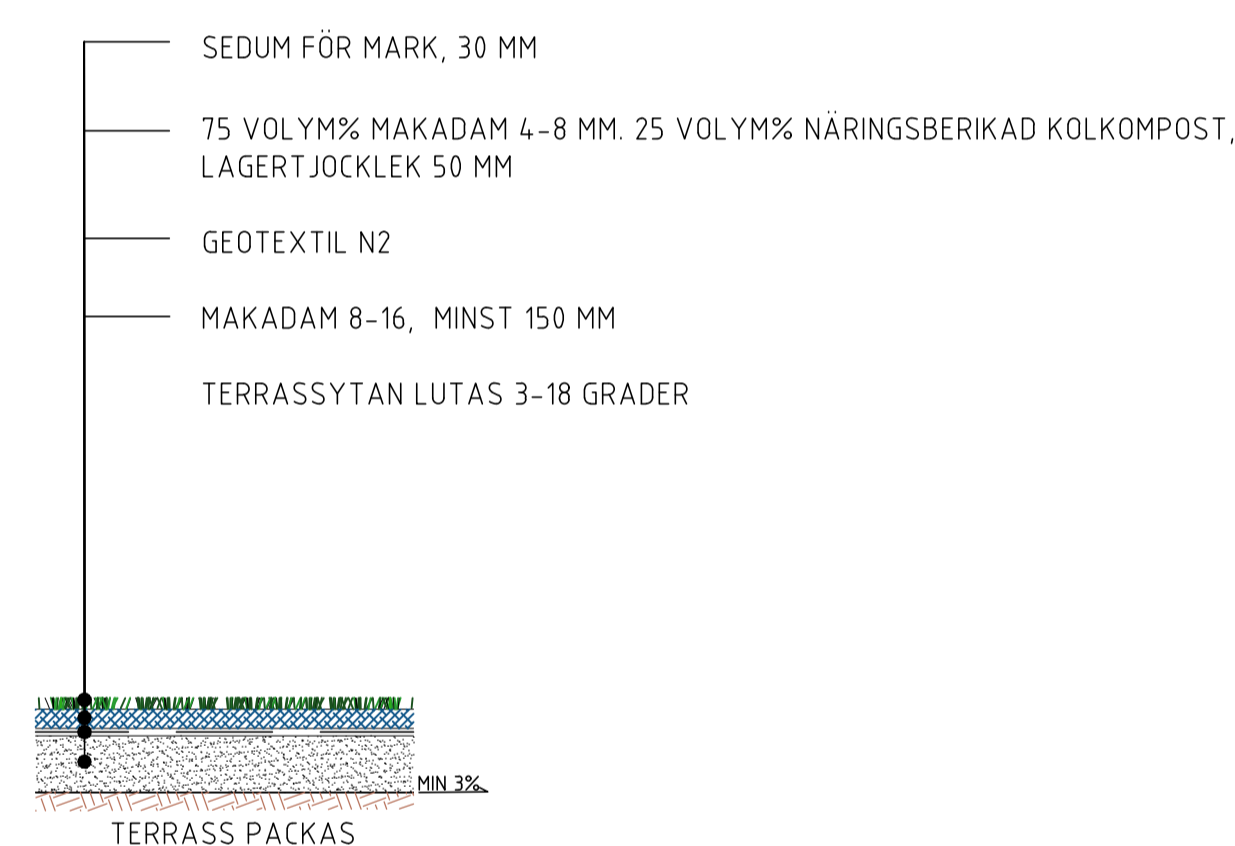 SEDUM FÖR MARK, 30 MM
75 VOLYM% MAKADAM 4-8 MM. 25 VOLYM% NÄRINGSBERIKAD KOLKOMPOST,
LAGERTJOCKLEK 50 MM
GEOTEXTIL N2
MAKADAM 8-16, MINST 150 MM
TERRASSYTAN LUTAS 3-18 GRADER
MIN 3%
TERRASS PACKAS